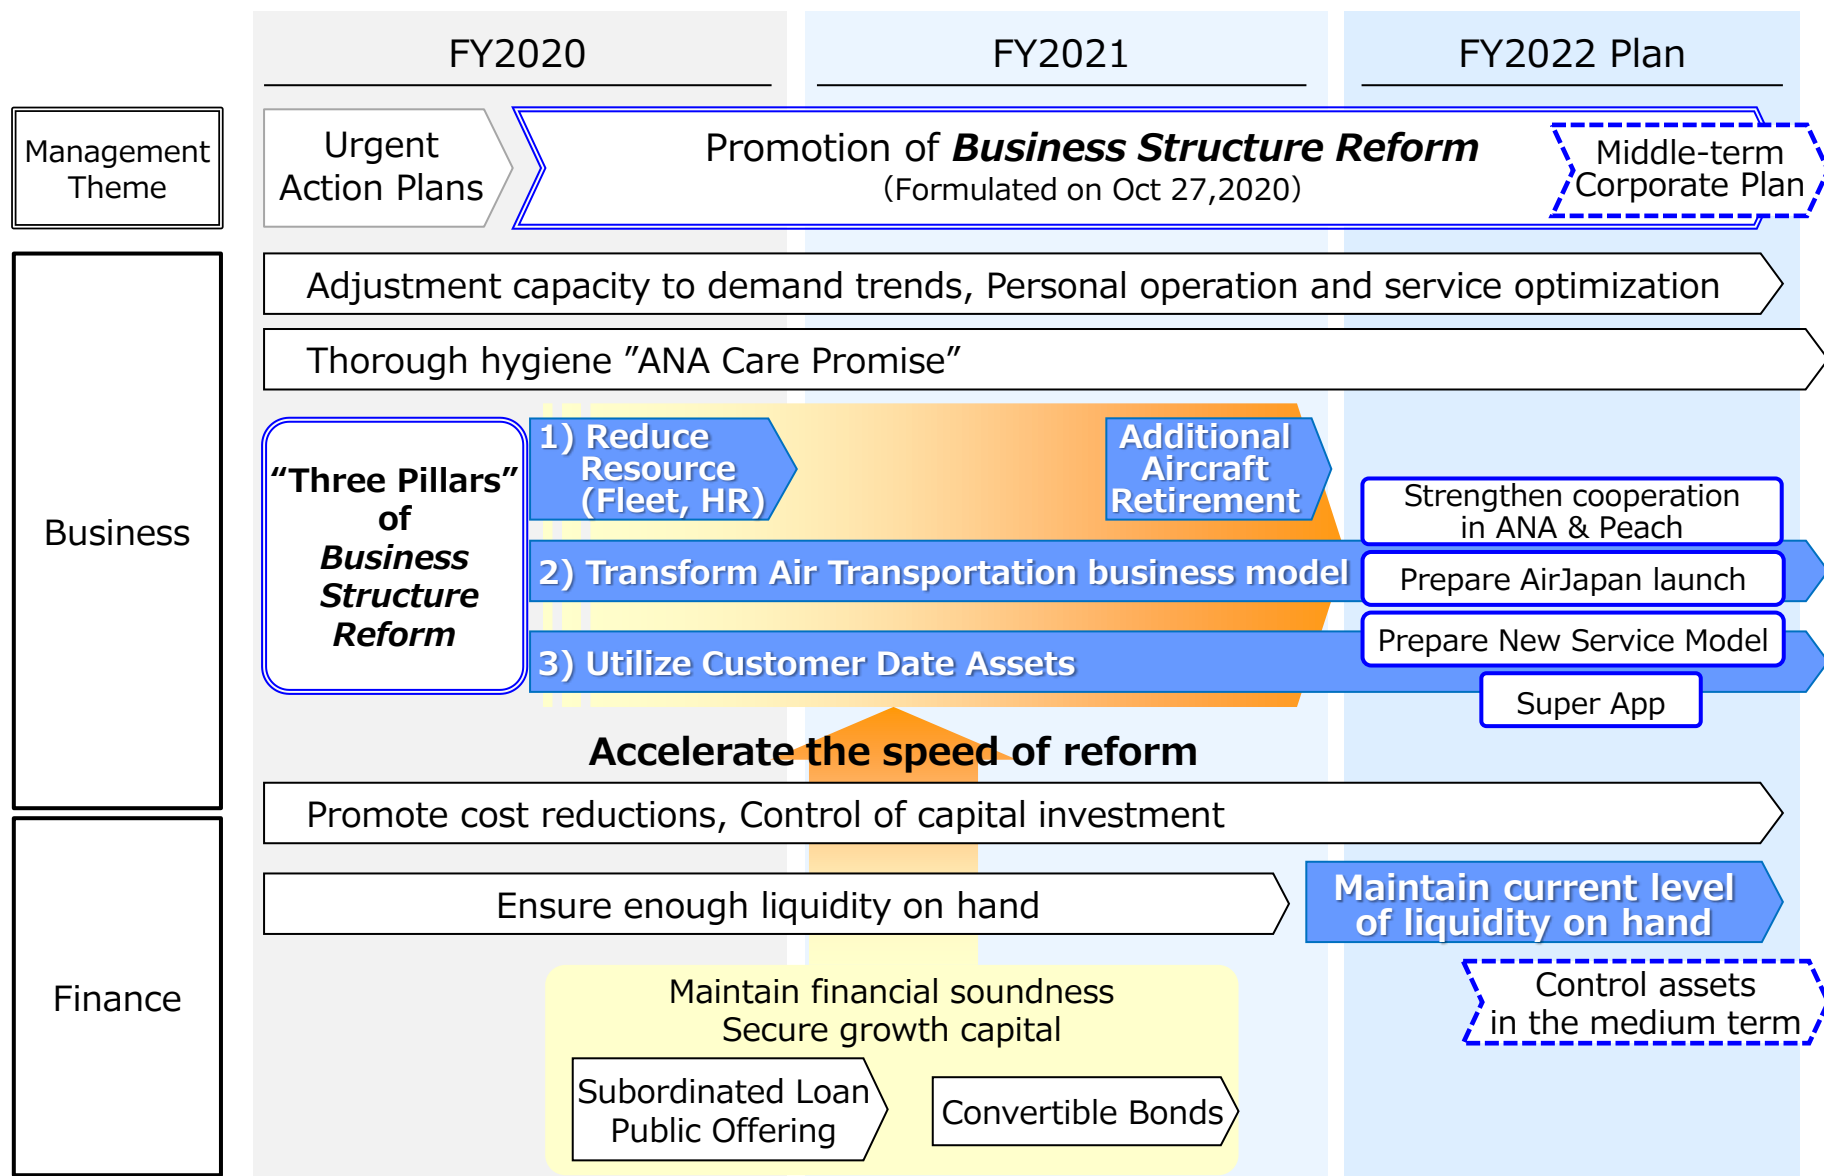 FY2020
FY2021
FY2022 Plan
Management
Theme
Urgent
Action Plans
Promotion of Business Structure Reform
(Formulated on Oct 27,2020)
Middle-term
Corporate Plan
Business
Adjustment capacity to demand trends, Personal operation and service optimization
Thorough hygiene ”ANA Care Promise”
“Three Pillars”
of
Business
Structure
Reform
1) Reduce
Resource
(Fleet, HR)
Additional
Aircraft
Retirement
2) Transform Air Transportation business model
3) Utilize Customer Date Assets
Strengthen cooperation
in ANA & Peach
Prepare AirJapan launch
Prepare New Service Model
Super App
Accelerate the speed of reform
Promote cost reductions, Control of capital investment
Finance
Ensure enough liquidity on hand
Maintain current level
of liquidity on hand
Maintain financial soundness
Secure growth capital
Control assets
in the medium term
Subordinated Loan
Public Offering
Convertible Bonds